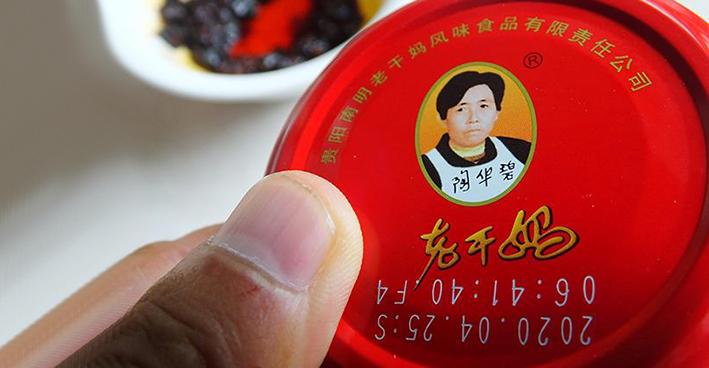 贵阳南明老干妈风味食品有限责任公司
®
陶华碧
老干妈
2020.04.25:S
06:41:40.F4